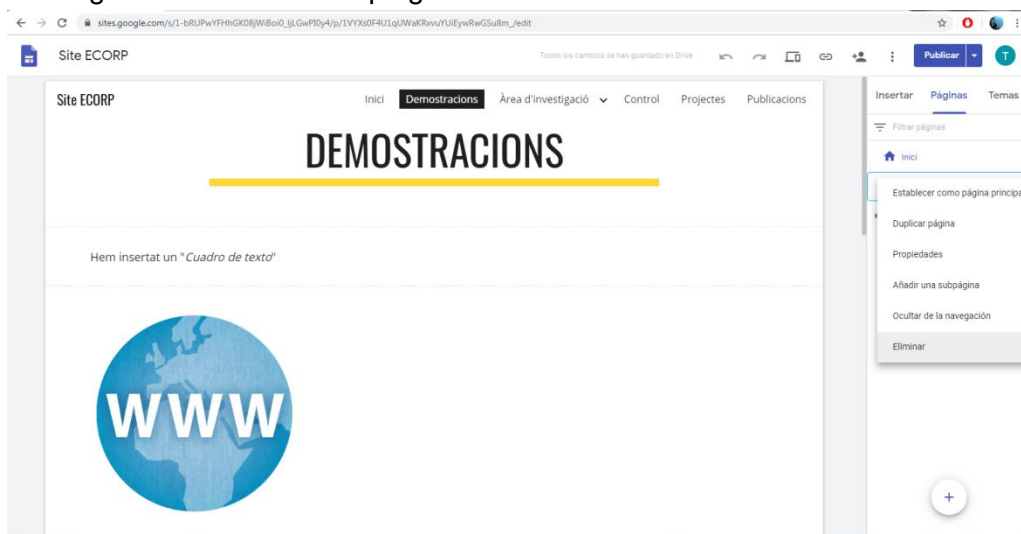 sites.google.com/s/1-bRUPwYFHhGK08jWiBoi0_ljLGwPI0y4/p/1VYXs0F4U1qUWaKRxvuYUiEywRwGSu8m_/edit
Site ECORP
Todos los cambios se han guardado en Drive
Publicar
T
Site ECORP
Inici
Demostracions
Àrea d'investigació
Control
Projectes
Publicacions
DEMOSTRACIONS
Hem insertat un "Cuadro de texto"
WWW
Insertar
Páginas
Temas
Filtrar páginas
Inici
Establecer como página principa
Duplicar página
Propiedades
Añadir una subpágina
Ocultar de la navegación
Eliminar